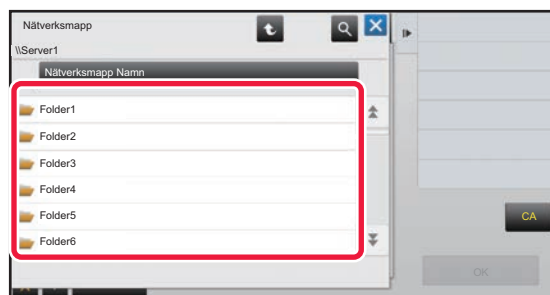 Nätverksmapp
\\Server1
Nätverksmapp Namn
Folder1
Folder2
Folder3
Folder4
Folder5
Folder6
CA
OK